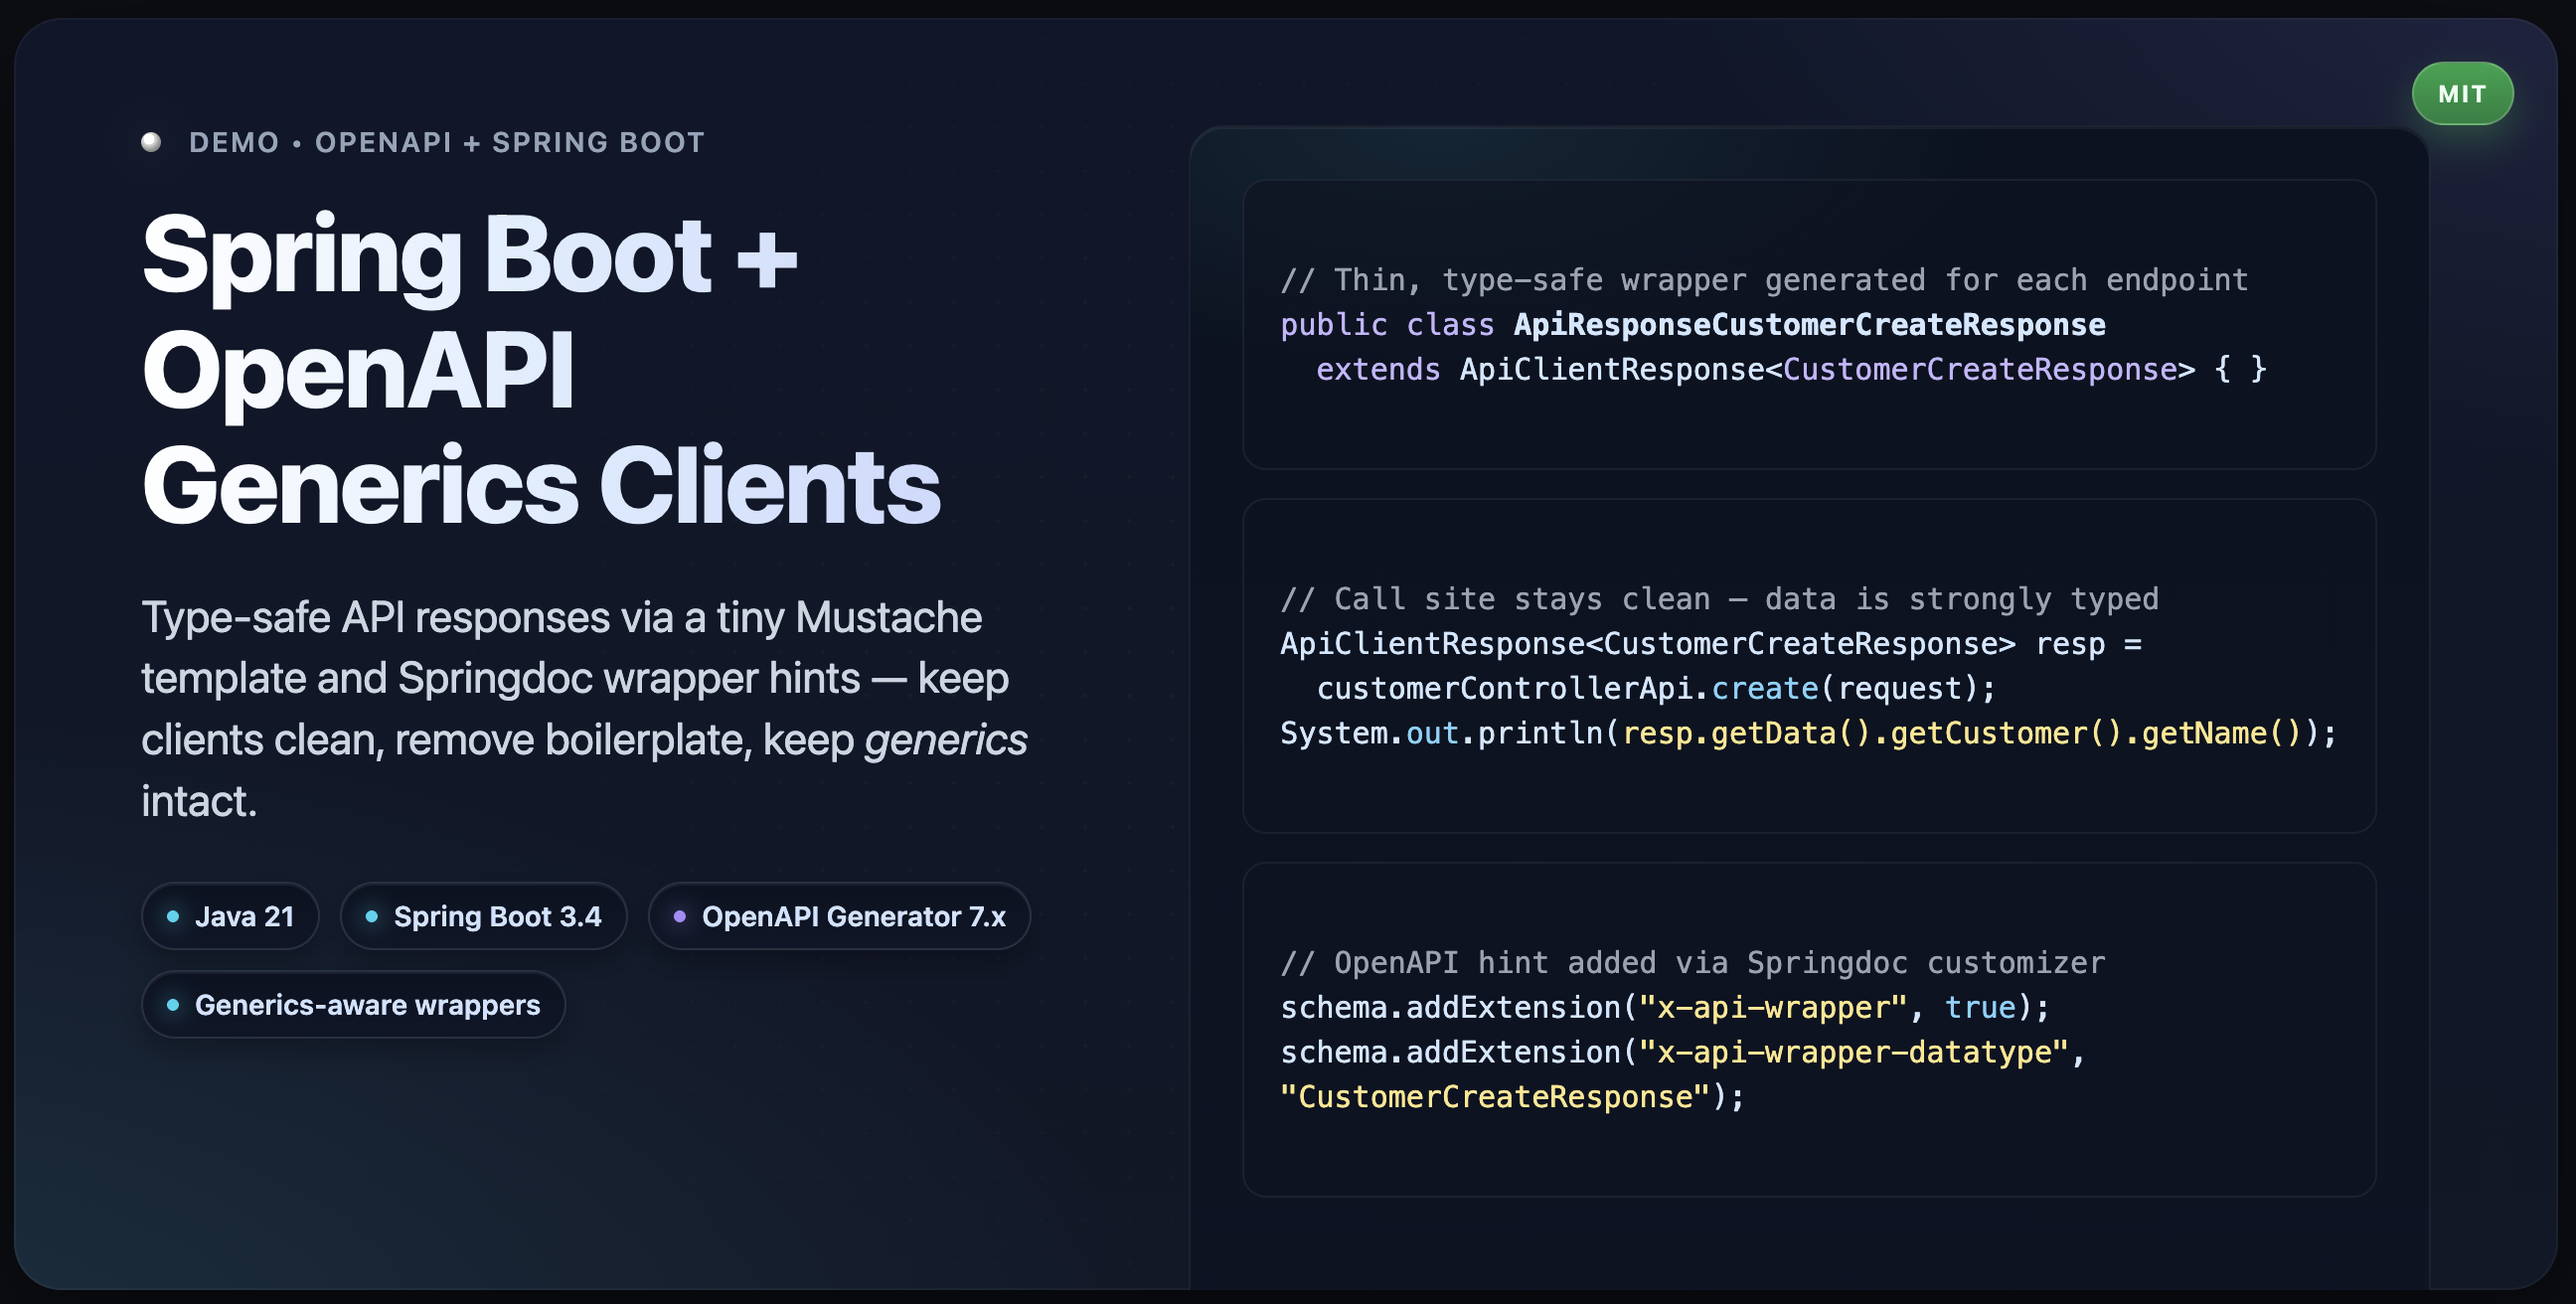 DEMO • OPENAPI + SPRING BOOT
Spring Boot +
OpenAPI
Generics Clients
Type-safe API responses via a tiny Mustache
template and Springdoc wrapper hints — keep
clients clean, remove boilerplate, keep generics
intact.
Java 21
Spring Boot 3.4
OpenAPI Generator 7.x
Generics-aware wrappers
MIT
// Thin, type-safe wrapper generated for each endpoint
public class ApiResponseCustomerCreateResponse
  extends ApiClientResponse<CustomerCreateResponse> { }
// Call site stays clean — data is strongly typed
ApiClientResponse<CustomerCreateResponse> resp =
  customerControllerApi.create(request);
System.out.println(resp.getData().getCustomer().getName());
// OpenAPI hint added via Springdoc customizer
schema.addExtension("x-api-wrapper", true);
schema.addExtension("x-api-wrapper-datatype",
"CustomerCreateResponse");